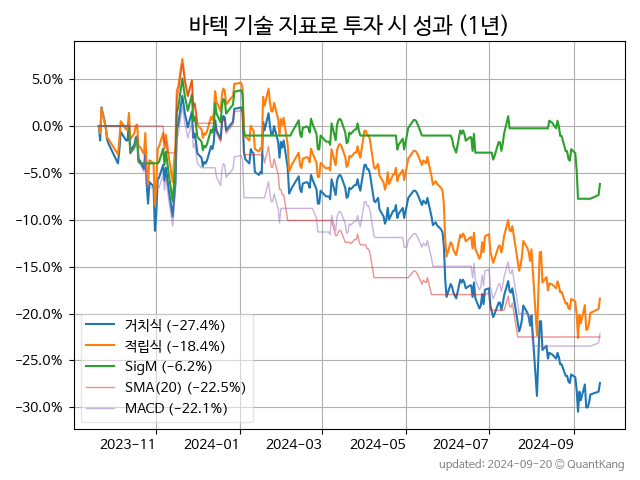 바텍 기술 지표로 투자 시 성과 (1년)
5.0%
0.0%
−5.0%
−10.0%
−15.0%
−20.0%
−25.0%
−30.0%
거치식 (−27.4%)
적립식 (−18.4%)
SigM (−6.2%)
SMA(20) (−22.5%)
MACD (−22.1%)
2023−11 2024−01 2024−03 2024−05 2024−07 2024−09
updated: 2024−09−20 © QuantKang